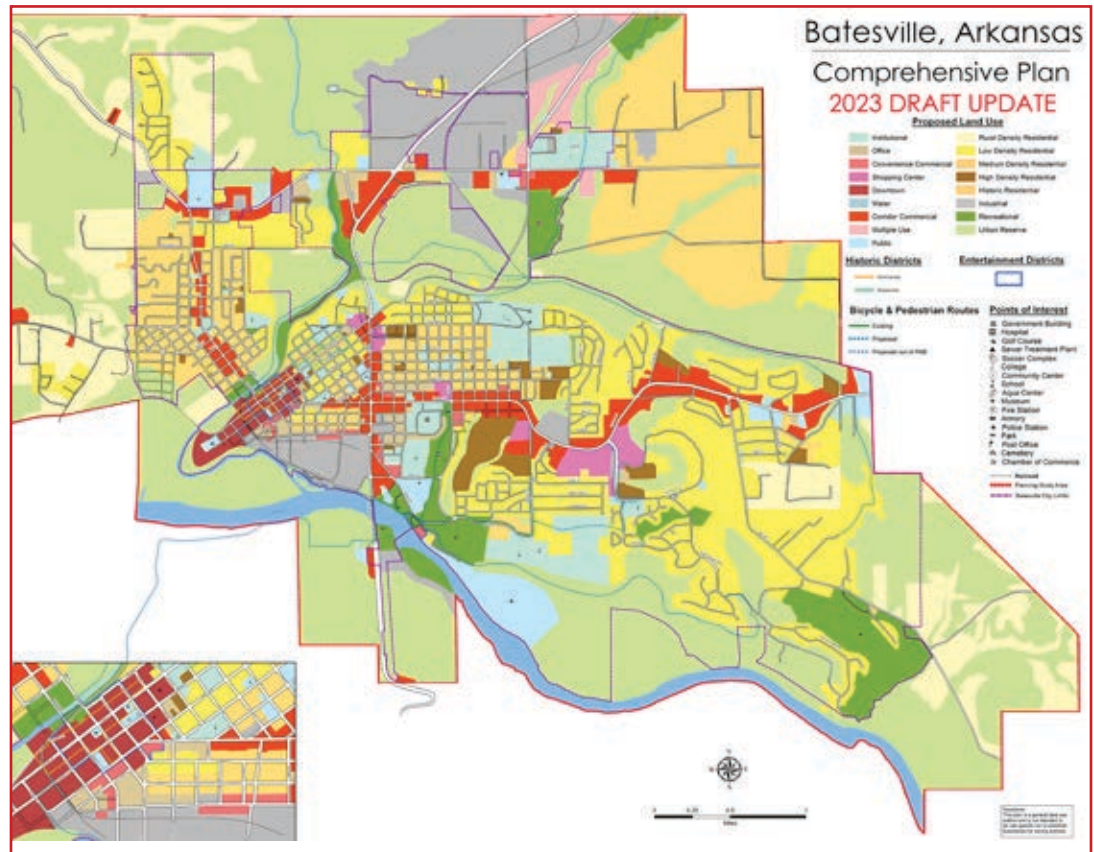 Batesville, Arkansas
Comprehensive Plan
2023 DRAFT UPDATE
Proposed Land Use
Institutional
Office
Convenience Commercial
Shopping Center
Downtown
Water
Corridor Commercial
Multiple Use
Public
Rural Density Residential
Low Density Residential
Medium Density Residential
High Density Residential
Historic Residential
Industrial
Recreational
Urban Reserve
Historic Districts
Entertainment Districts
Bicycle & Pedestrian Routes
Existing
Proposed
Points of Interest
Government Building
Hospital
Golf Course
Sewer Treatment Plant
Soccer Complex
College
Community Center
School
Aqua Center
Museum
Fire Station
Armory
Police Station
Park
Post Office
Cemetery
Chamber of Commerce
Railroad
Planning Study Area
Batesville City Limits
Miles